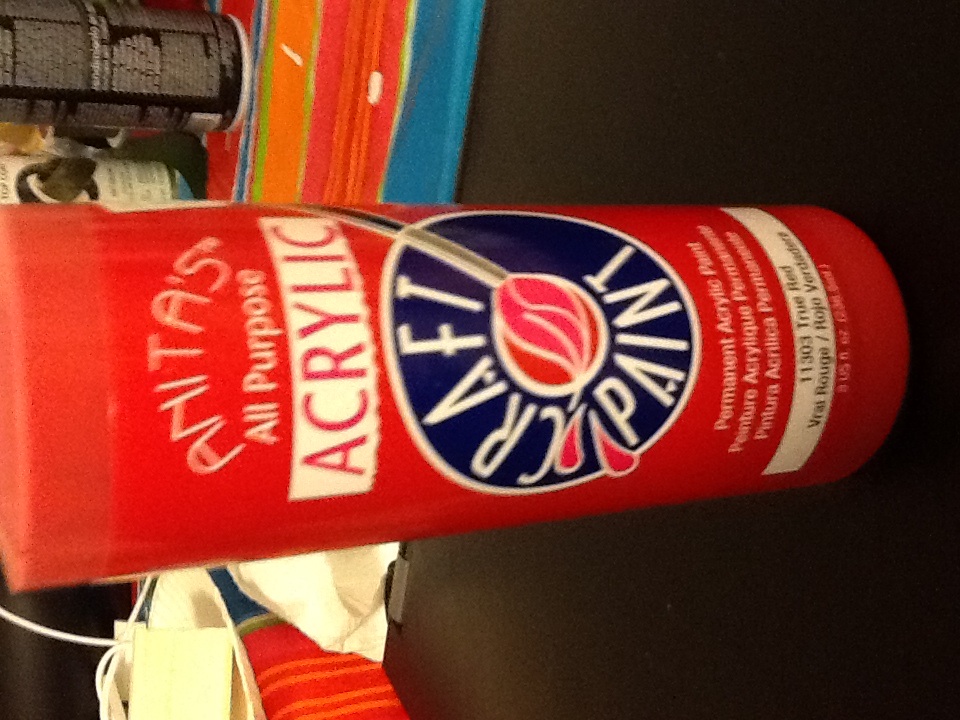 ANITA'S
All Purpose
ACRYLIC
CRAFT
PAINT
Permanent Acrylic Paint
Peinture Acrylique Permanente
Pintura Acrílica Permanente
11303 True Red
Vrai Rouge / Rojo Verdadero